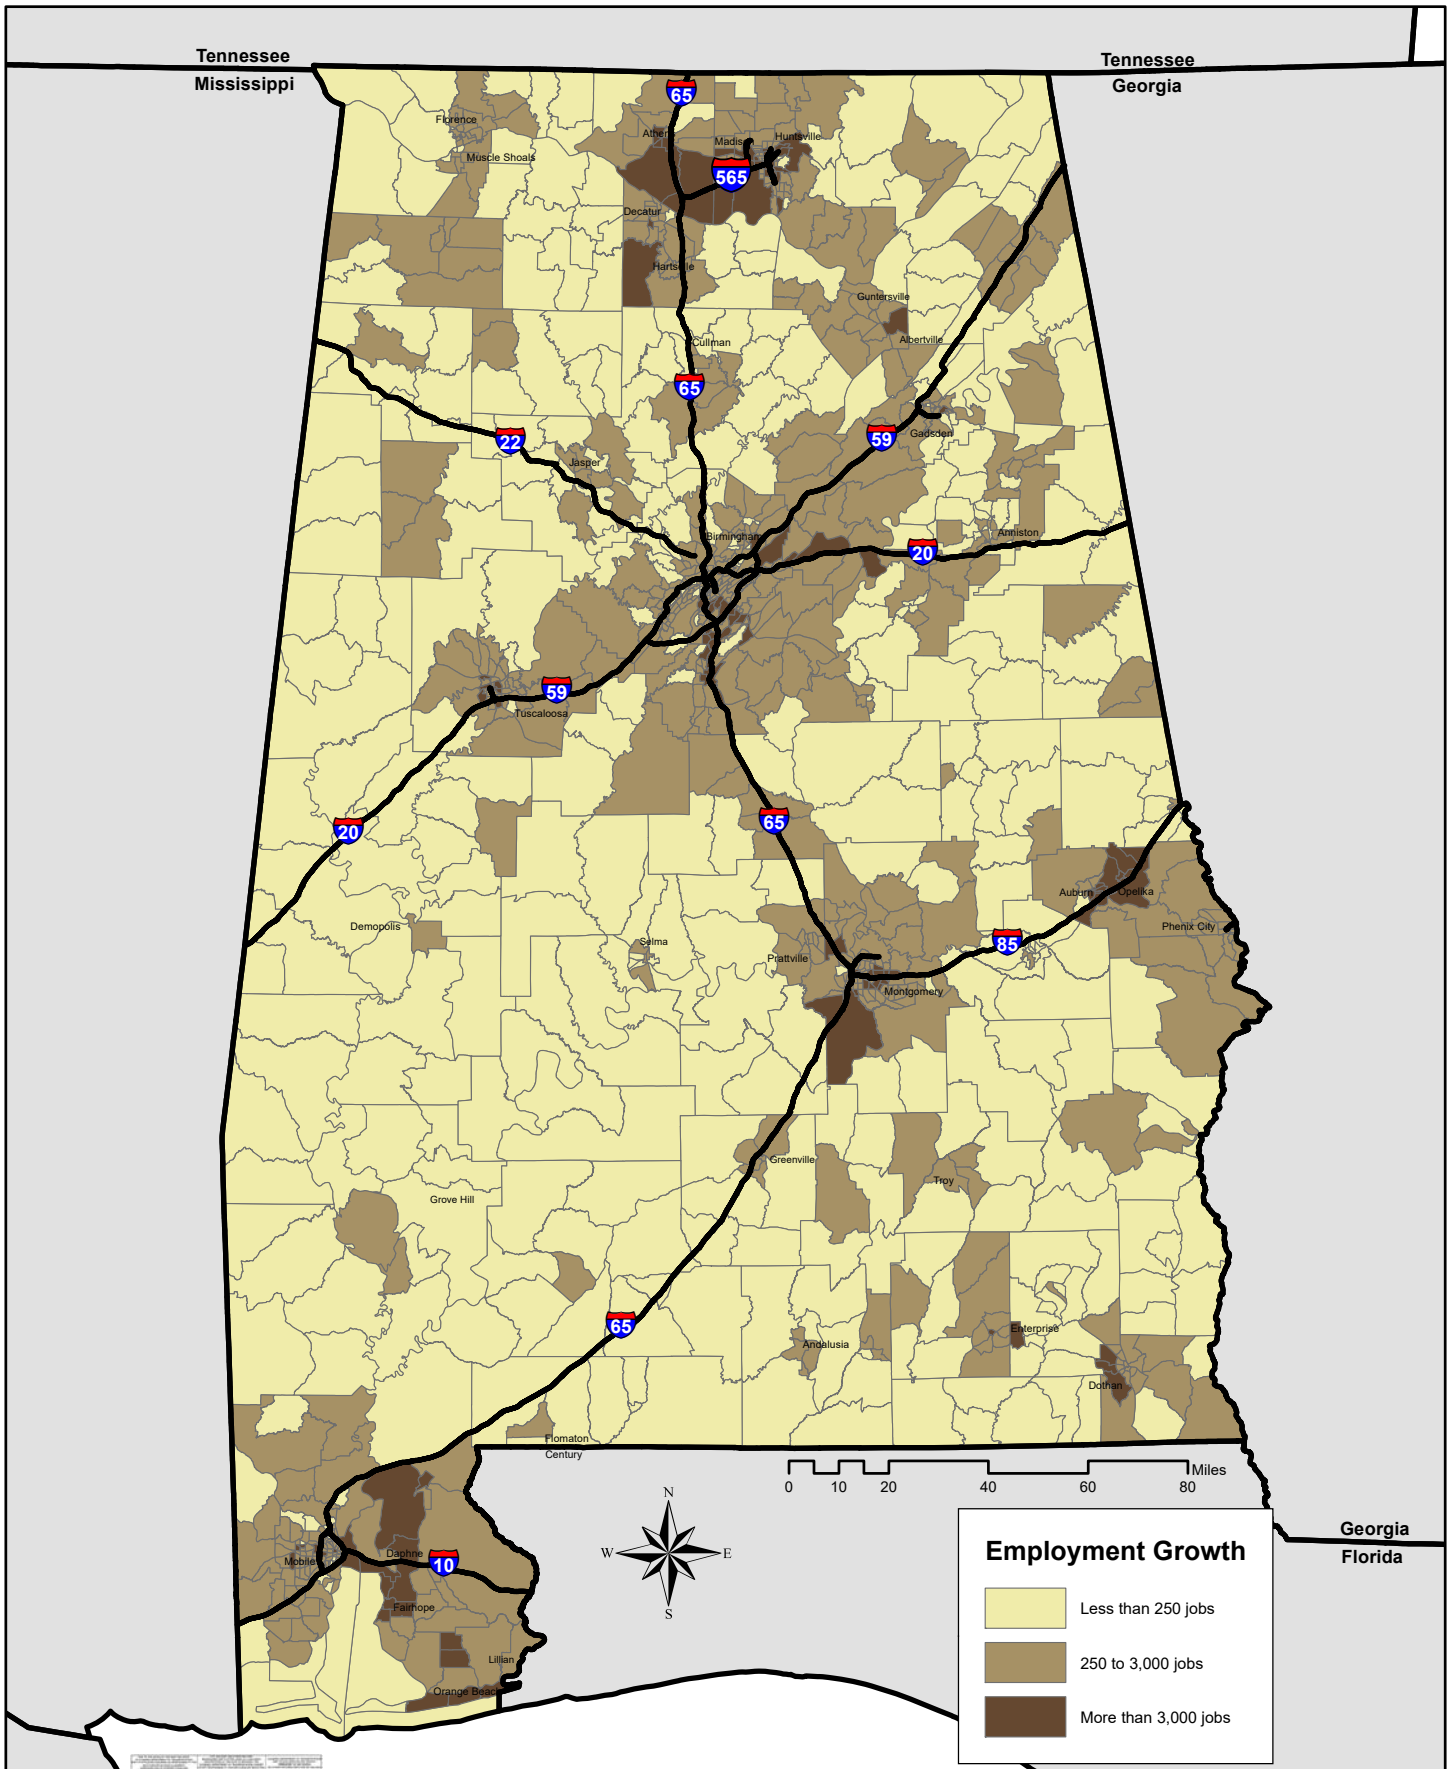 Tennessee
Mississippi
Tennessee
Georgia
65
Florence
Muscle Shoals
Athens
Madison
Huntsville
565
Decatur
Hartselle
Guntersville
Albertville
Cullman
65
22
Jasper
59
Gadsden
Birmingham
20
Anniston
59
Tuscaloosa
20
65
Auburn
Opelika
Demopolis
Selma
Prattville
85
Phenix City
Montgomery
Greenville
Troy
Grove Hill
65
Andalusia
Enterprise
Dothan
Flomaton
Century
Miles
0 10 20 40 60 80
N
W E
S
Mobile
Daphne
10
Fairhope
Lillian
Orange Beach
Georgia
Florida
Employment Growth
Less than 250 jobs
250 to 3,000 jobs
More than 3,000 jobs